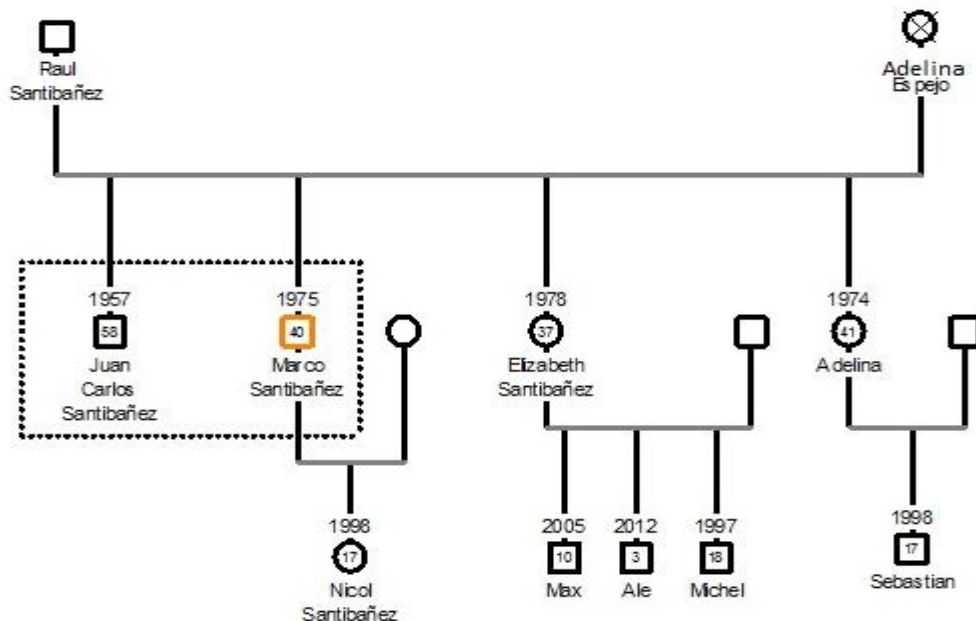 Raul
Santibañez
Adelina
Espejo
1957
58
Juan
Carlos
Santibañez
1975
40
Marco
Santibañez
1978
37
Elizabeth
Santibañez
1974
41
Adelina
1998
17
Nicol
Santibañez
2005
10
Max
2012
3
Ale
1997
18
Michel
1998
17
Sebastian